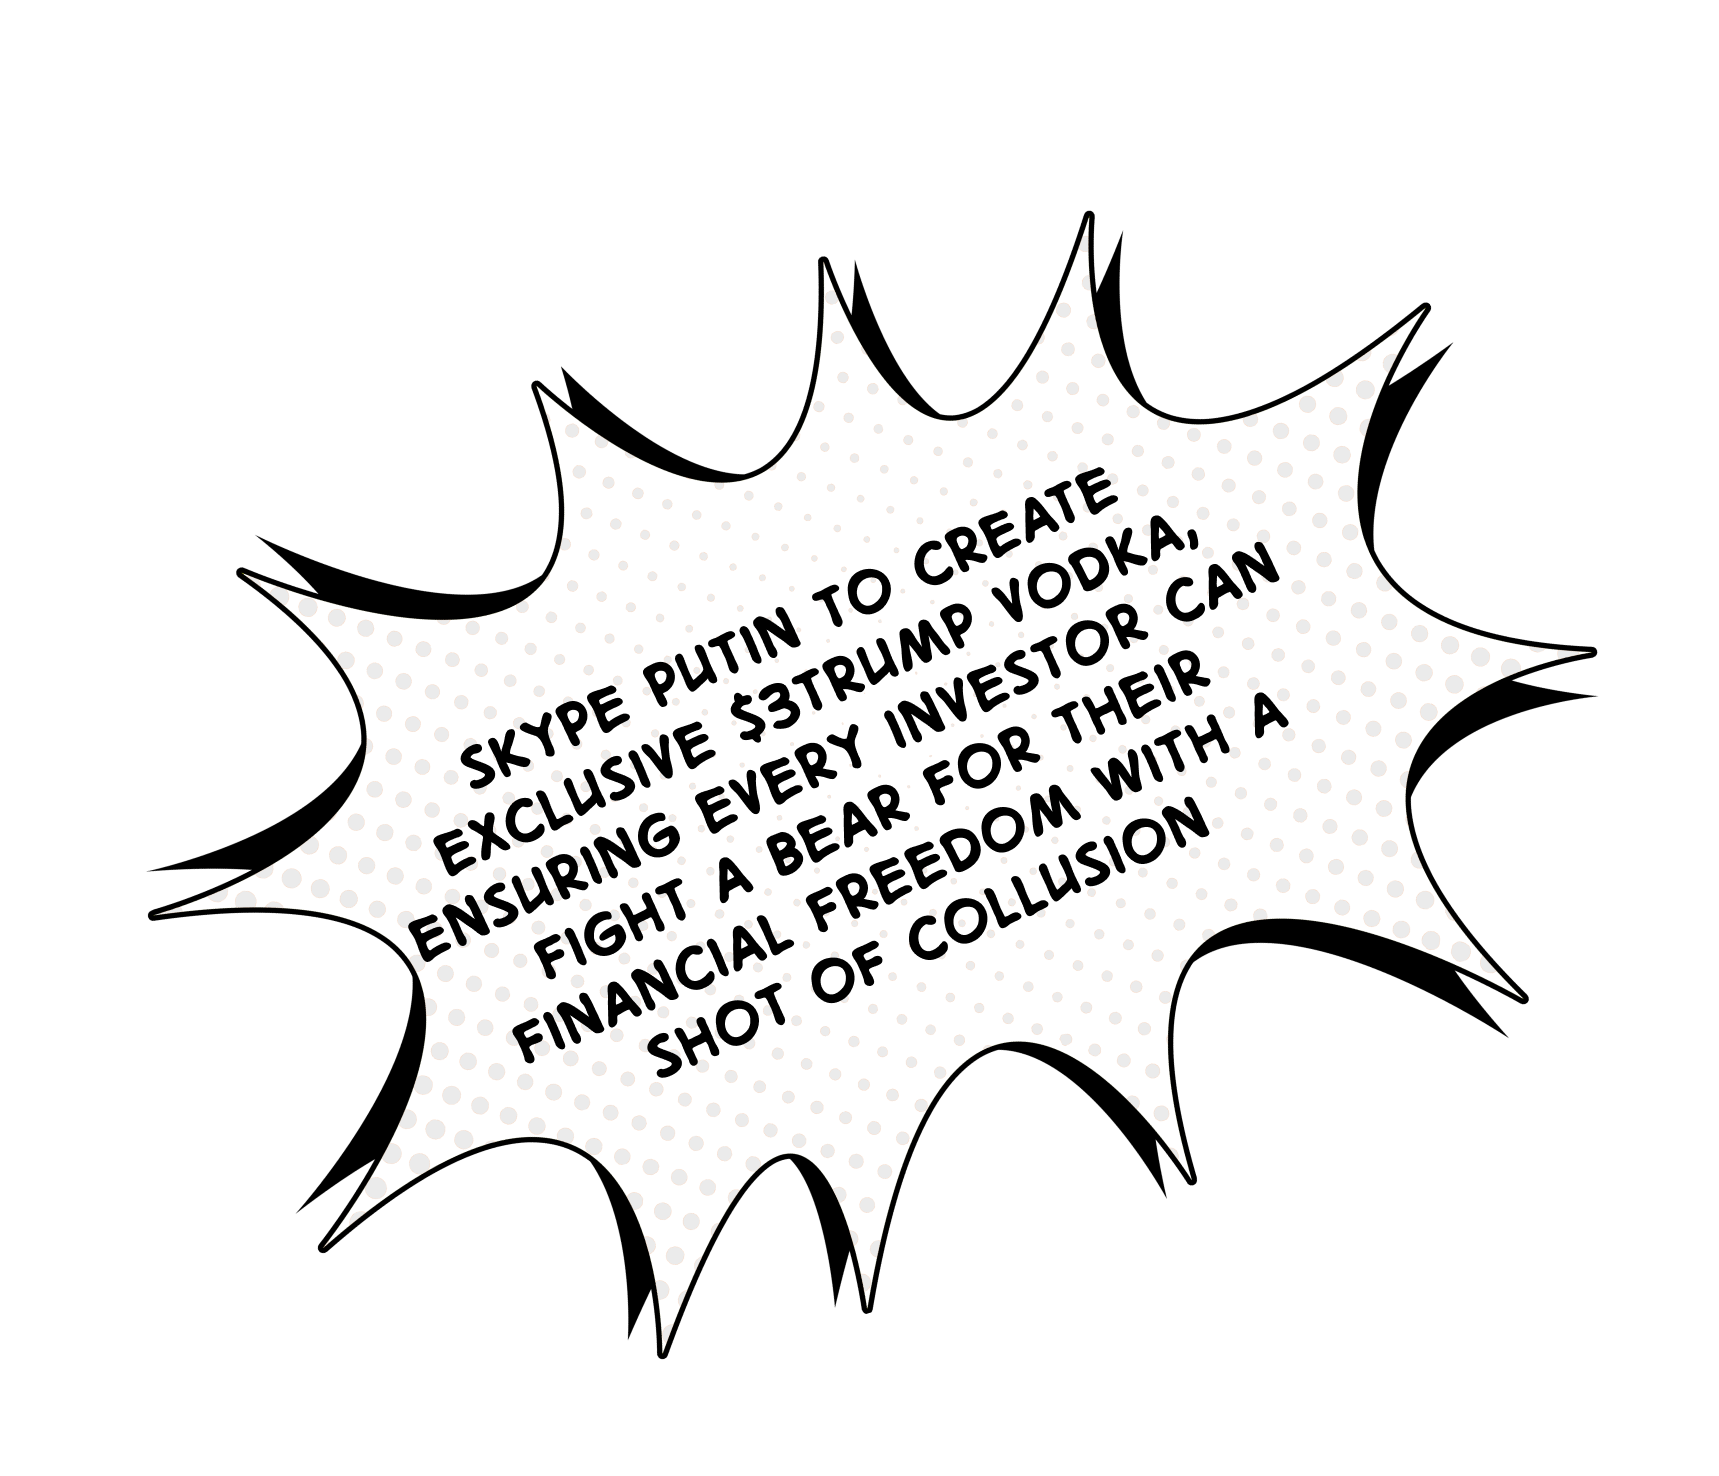 SKYPE PUTIN TO CREATE
EXCLUSIVE $3TRUMP VODKA,
ENSURING EVERY INVESTOR CAN
FIGHT A BEAR FOR THEIR
FINANCIAL FREEDOM WITH A
SHOT OF COLLUSION